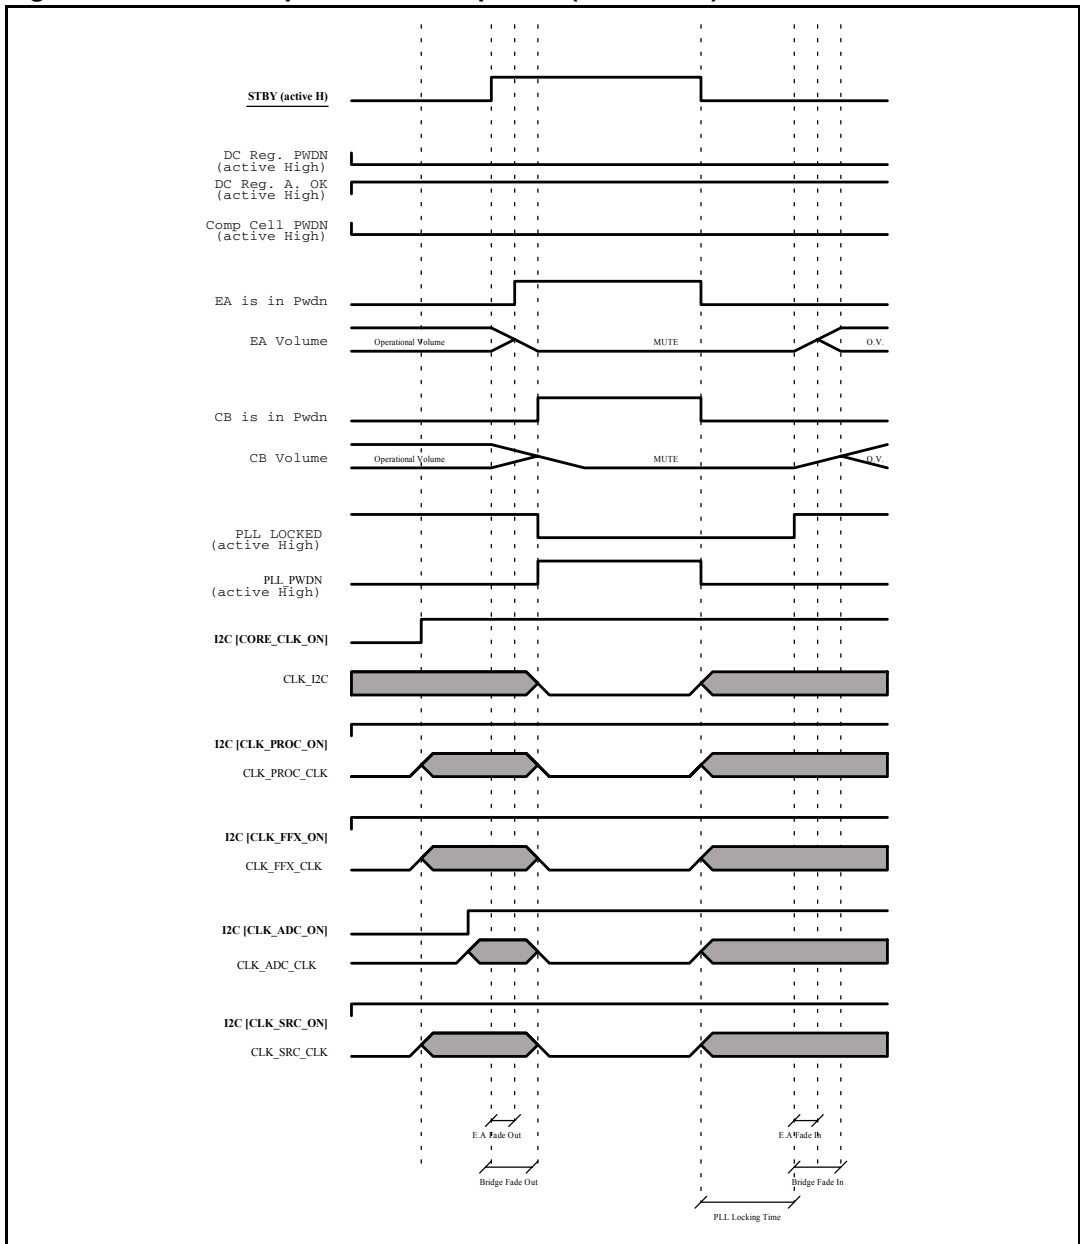 STBY (active H)
DC Reg. PWDN
(active High)
DC Reg. A. OK
(active High)
Comp Cell PWDN
(active High)
EA is in Pwdn
EA Volume
Operational Volume
MUTE
O.V.
CB is in Pwdn
CB Volume
Operational Volume
MUTE
O.V.
PLL LOCKED
(active High)
PLL_PWDN
(active High)
I2C [CORE_CLK_ON]
CLK_I2C
I2C [CLK_PROC_ON]
CLK_PROC_CLK
I2C [CLK_FFX_ON]
CLK_FFX_CLK
I2C [CLK_ADC_ON]
CLK_ADC_CLK
I2C [CLK_SRC_ON]
CLK_SRC_CLK
E.A Fade Out
E.A Fade In
Bridge Fade Out
Bridge Fade In
PLL Locking Time